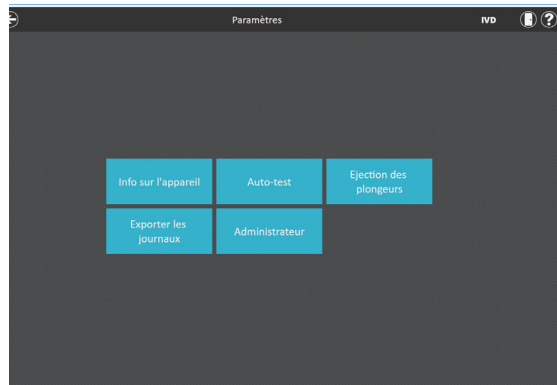 Paramètres
IVD
?
Info sur l'appareil
Auto-test
Ejection des
plongeurs
Exporter les
journaux
Administrateur